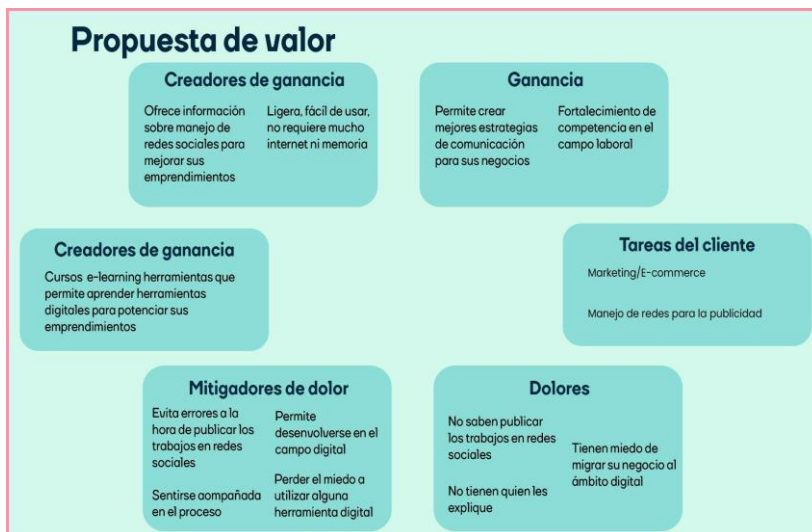 Propuesta de valor
Creadores de ganancia
Ofrece información
sobre manejo de
redes sociales para
mejorar sus
emprendimientos
Ligera, fácil de usar,
no requiere mucho
internet ni memoria
Ganancia
Permite crear
mejores estrategias
de comunicación
para sus negocios
Fortalecimiento de
competencia en el
campo laboral
Creadores de ganancia
Cursos e-learning herramientas que
permite aprender herramientas
digitales para potenciar sus
emprendimientos
Tareas del cliente
Marketing/E-commerce
Manejo de redes para la publicidad
Mitigadores de dolor
Evita errores a la
hora de publicar los
trabajos en redes
sociales
Sentirse aompañada
en el proceso
Permite
desenvolverse en el
campo digital
Perder el miedo a
utilizar alguna
herramienta digital
Dolores
No saben publicar
los trabajos en redes
sociales
No tienen quien les
explique
Tienen miedo de
migrar su negocio al
ámbito digital